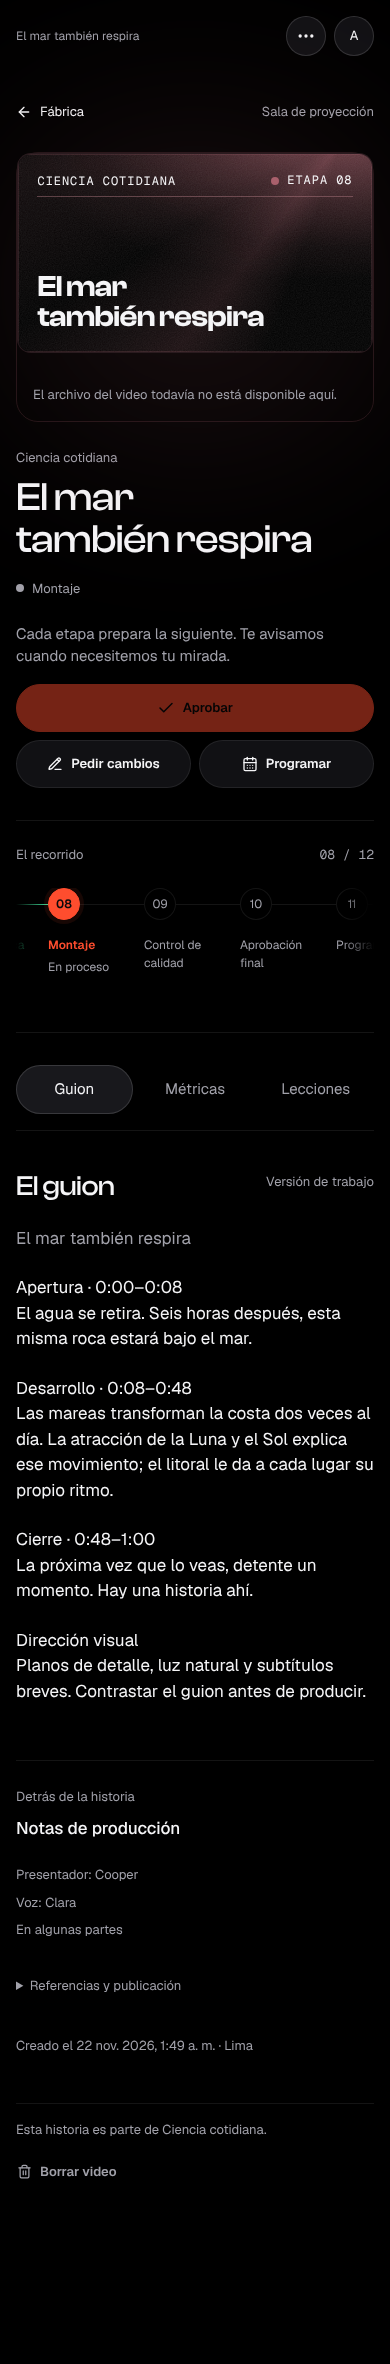 El mar también respira
A
Fábrica
Sala de proyección
CIENCIA COTIDIANA
ETAPA 08
El mar
también respira
El archivo del video todavía no está disponible aquí.
Ciencia cotidiana
El mar
también respira
Montaje
Cada etapa prepara la siguiente. Te avisamos
cuando necesitemos tu mirada.
Aprobar
Pedir cambios
Programar
El recorrido
08 / 12
08
09
10
11
Montaje
En proceso
Control de
calidad
Aprobación
final
Progra
Guion
Métricas
Lecciones
El guion
Versión de trabajo
El mar también respira
Apertura · 0:00–0:08
El agua se retira. Seis horas después, esta
misma roca estará bajo el mar.
Desarrollo · 0:08–0:48
Las mareas transforman la costa dos veces al
día. La atracción de la Luna y el Sol explica
ese movimiento; el litoral le da a cada lugar su
propio ritmo.
Cierre · 0:48–1:00
La próxima vez que lo veas, detente un
momento. Hay una historia ahí.
Dirección visual
Planos de detalle, luz natural y subtítulos
breves. Contrastar el guion antes de producir.
Detrás de la historia
Notas de producción
Presentador: Cooper
Voz: Clara
En algunas partes
Referencias y publicación
Creado el 22 nov. 2026, 1:49 a. m. · Lima
Esta historia es parte de Ciencia cotidiana.
Borrar video